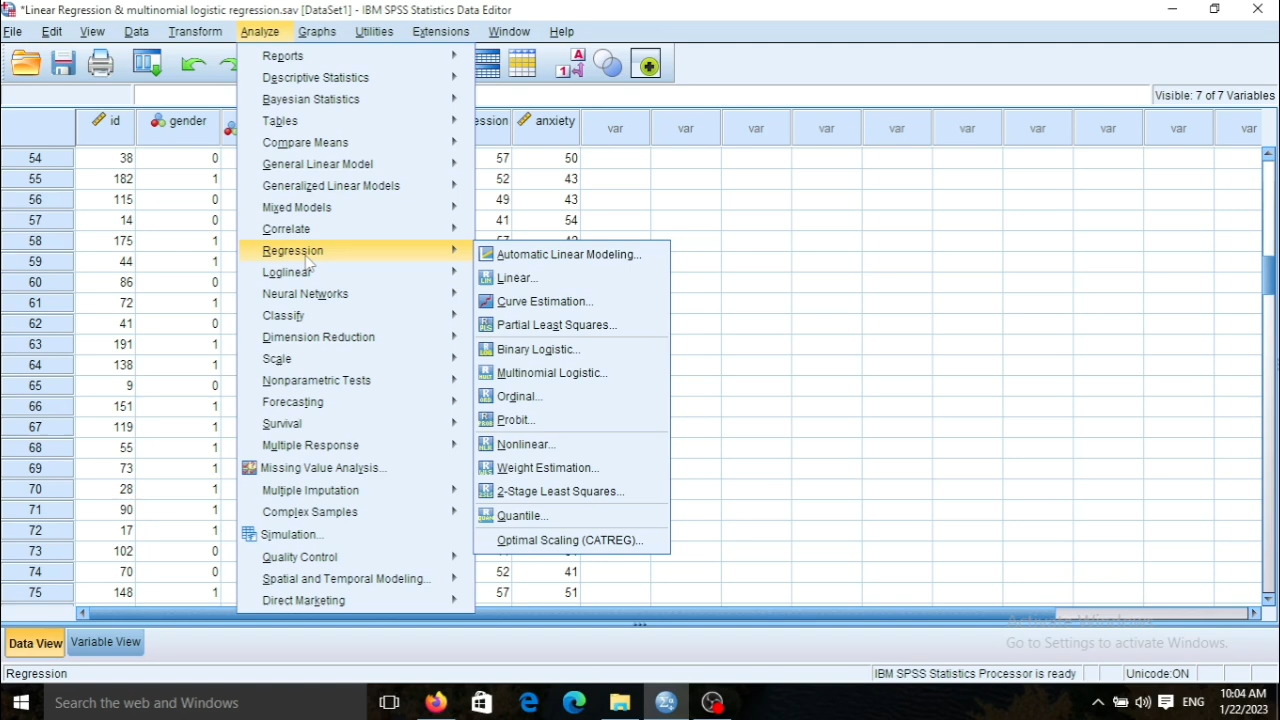 *Linear Regression & multinomial logistic regression.sav [DataSet1] - IBM SPSS Statistics Data Editor
File Edit View Data Transform Analyze Graphs Utilities Extensions Window Help
Visible: 7 of 7 Variables
id gender ession anxiety var var var var var var var var var var
54 38 0 57 50
55 182 1 52 43
56 115 0 49 43
57 14 0 41 54
58 175 1
59 44 1
60 86 0
61 72 1
62 41 0
63 191 1
64 138 1
65 9 0
66 151 1
67 119 1
68 55 1
69 73 1
70 28 1
71 90 1
72 17 1
73 102 0
74 70 0 52 41
75 148 1 57 51
Reports
Descriptive Statistics
Bayesian Statistics
Tables
Compare Means
General Linear Model
Generalized Linear Models
Mixed Models
Correlate
Regression
Loglinear
Neural Networks
Classify
Dimension Reduction
Scale
Nonparametric Tests
Forecasting
Survival
Multiple Response
Missing Value Analysis...
Multiple Imputation
Complex Samples
Simulation...
Quality Control
Spatial and Temporal Modeling...
Direct Marketing
Automatic Linear Modeling...
Linear...
Curve Estimation...
Partial Least Squares...
Binary Logistic...
Multinomial Logistic...
Ordinal...
Probit...
Nonlinear...
Weight Estimation...
2-Stage Least Squares...
Quantile...
Optimal Scaling (CATREG)...
Data View Variable View
Go to Settings to activate Windows.
Regression IBM SPSS Statistics Processor is ready Unicode:ON
Search the web and Windows
ENG
10:04 AM
1/22/2023